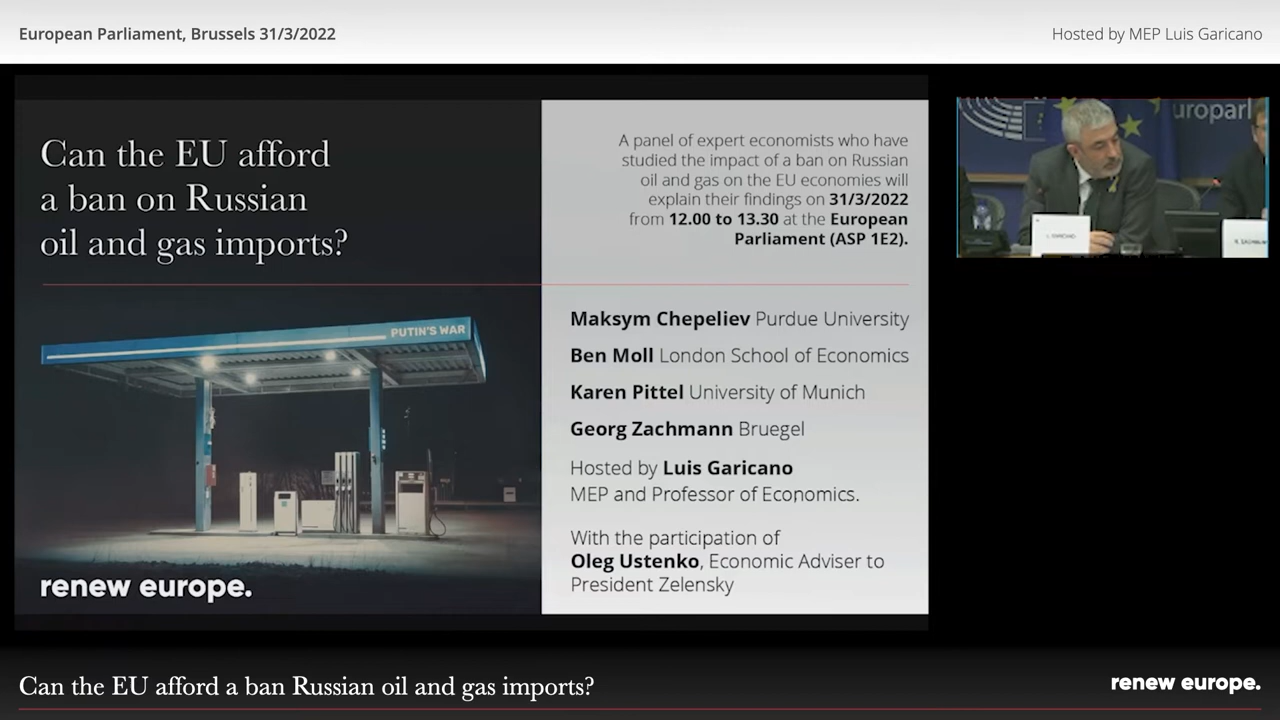 European Parliament, Brussels 31/3/2022
Hosted by MEP Luis Garicano
Can the EU afford
a ban on Russian
oil and gas imports?
PUTIN'S WAR
renew europe.
A panel of expert economists who have
studied the impact of a ban on Russian
oil and gas on the EU economies will
explain their findings on 31/3/2022
from 12.00 to 13.30 at the European
Parliament (ASP 1E2).
Maksym Chepeliev Purdue University
Ben Moll London School of Economics
Karen Pittel University of Munich
Georg Zachmann Bruegel
Hosted by Luis Garicano
MEP and Professor of Economics.
With the participation of
Oleg Ustenko, Economic Adviser to
President Zelensky
europarl
Can the EU afford a ban Russian oil and gas imports?
renew europe.